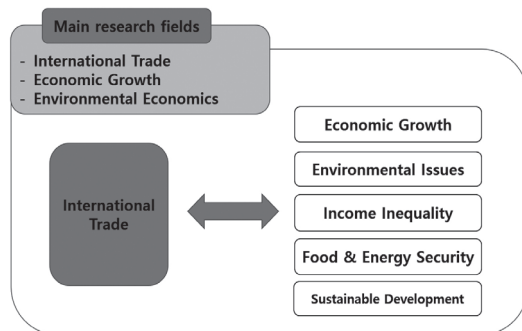 Main research fields
- International Trade
- Economic Growth
- Environmental Economics
International
Trade
Economic Growth
Environmental Issues
Income Inequality
Food & Energy Security
Sustainable Development